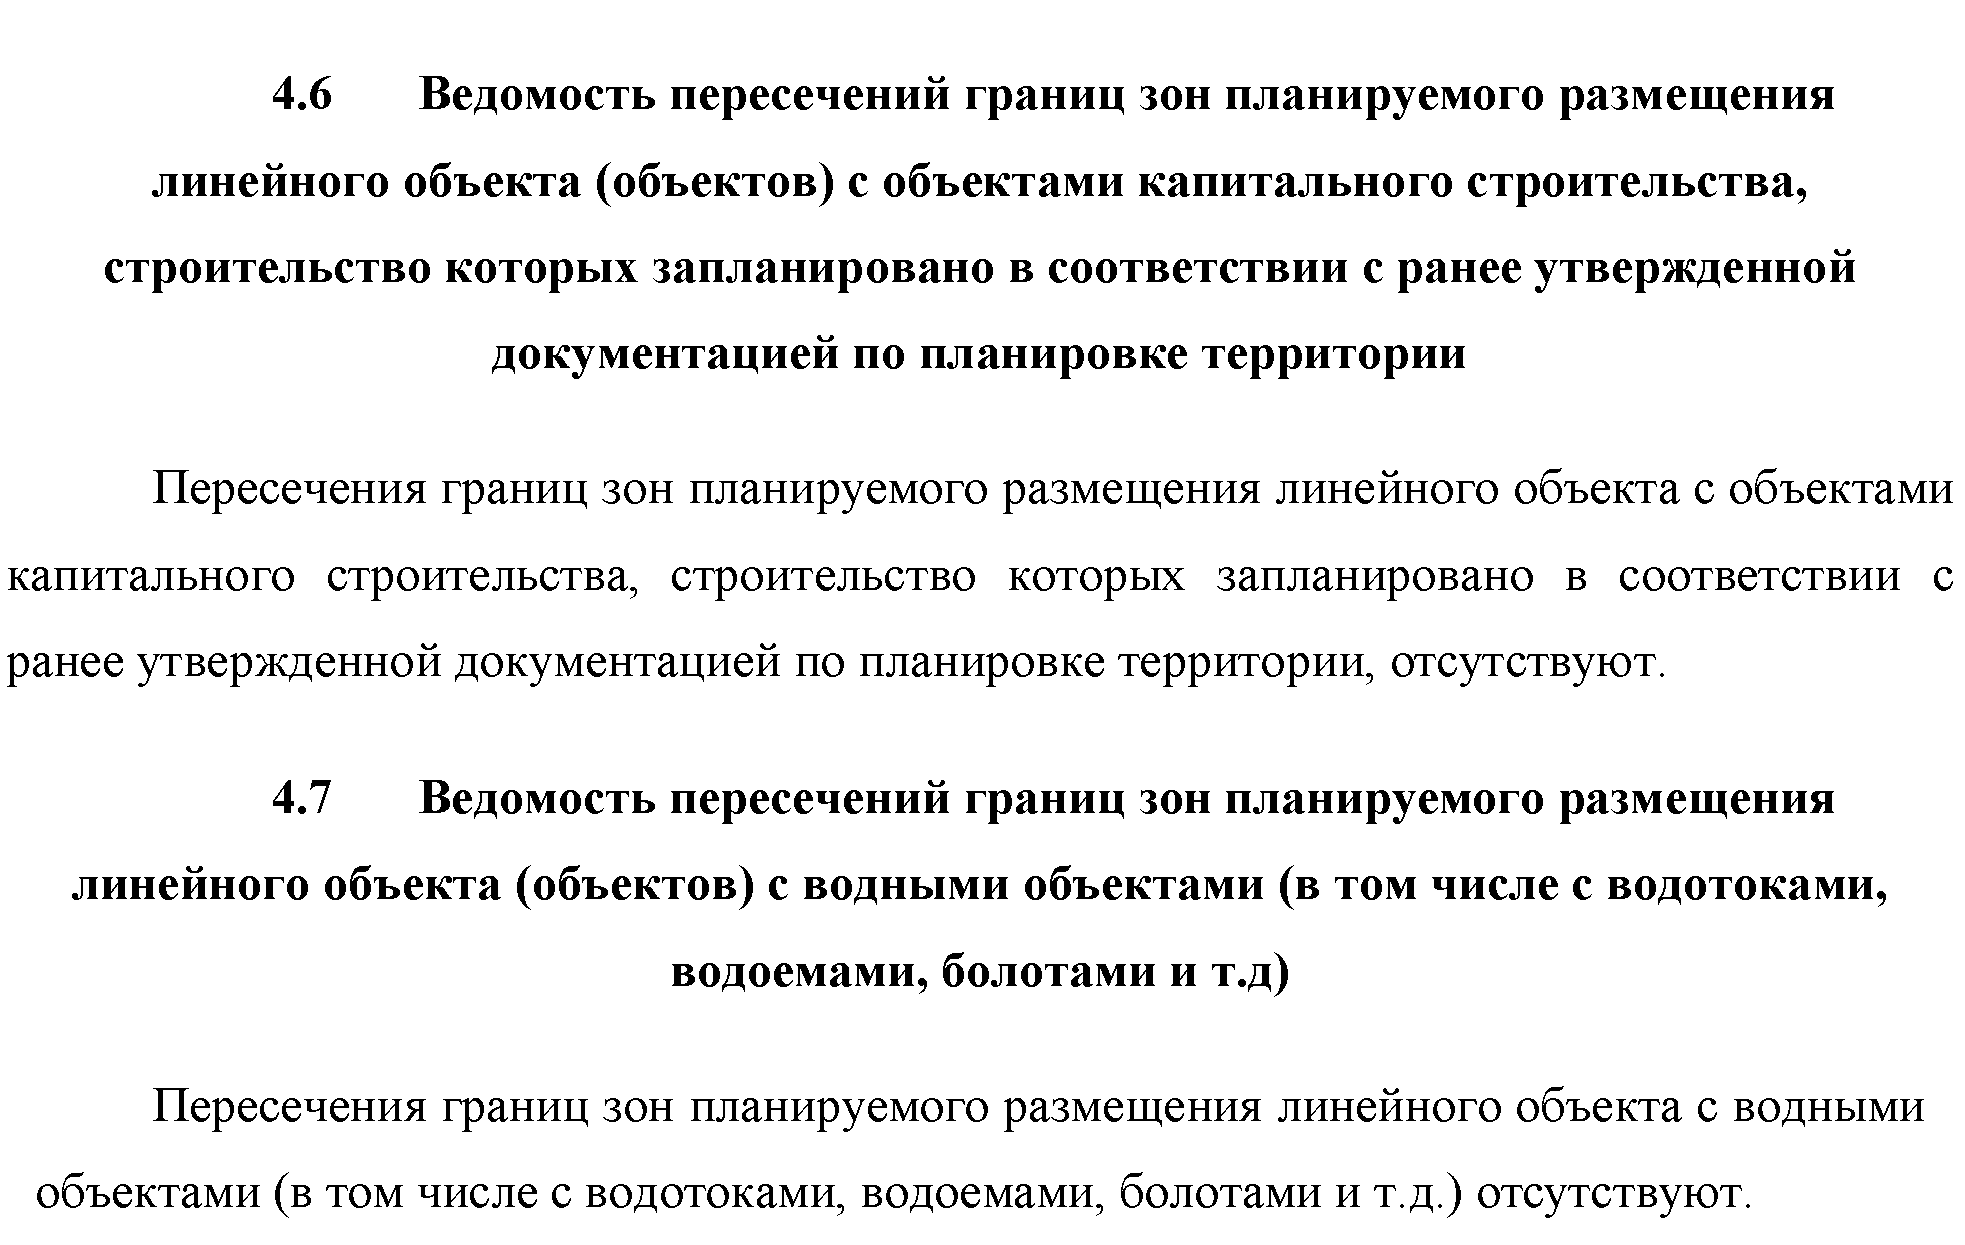 4.6 Ведомость пересечений границ зон планируемого размещения
линейного объекта (объектов) с объектами капитального строительства,
строительство которых запланировано в соответствии с ранее утвержденной
документацией по планировке территории
Пересечения границ зон планируемого размещения линейного объекта с объектами
капитального строительства, строительство которых запланировано в соответствии с
ранее утвержденной документацией по планировке территории, отсутствуют.
4.7 Ведомость пересечений границ зон планируемого размещения
линейного объекта (объектов) с водными объектами (в том числе с водотоками,
водоемами, болотами и т.д)
Пересечения границ зон планируемого размещения линейного объекта с водными
объектами (в том числе с водотоками, водоемами, болотами и т.д.) отсутствуют.